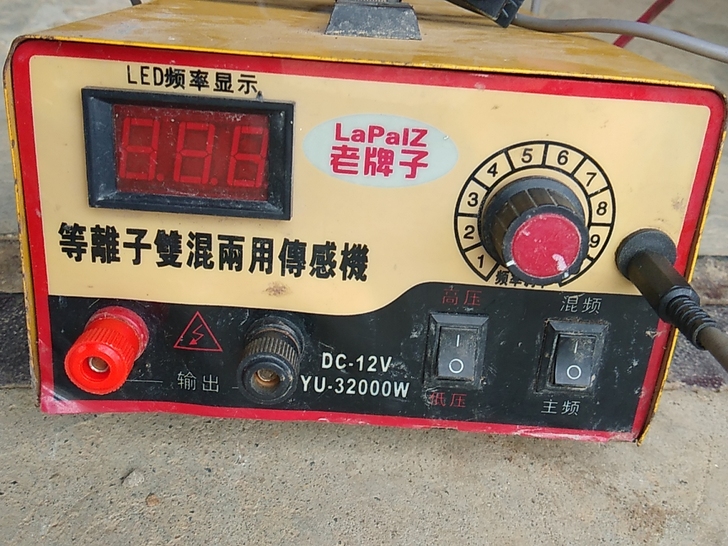 LED频率显示
LaPalZ
老牌子
1 2 3 4 5 6 7 8 9
等離子雙混兩用傳感機
高压
混频
DC-12V
YU-32000W
输出
低压
主频